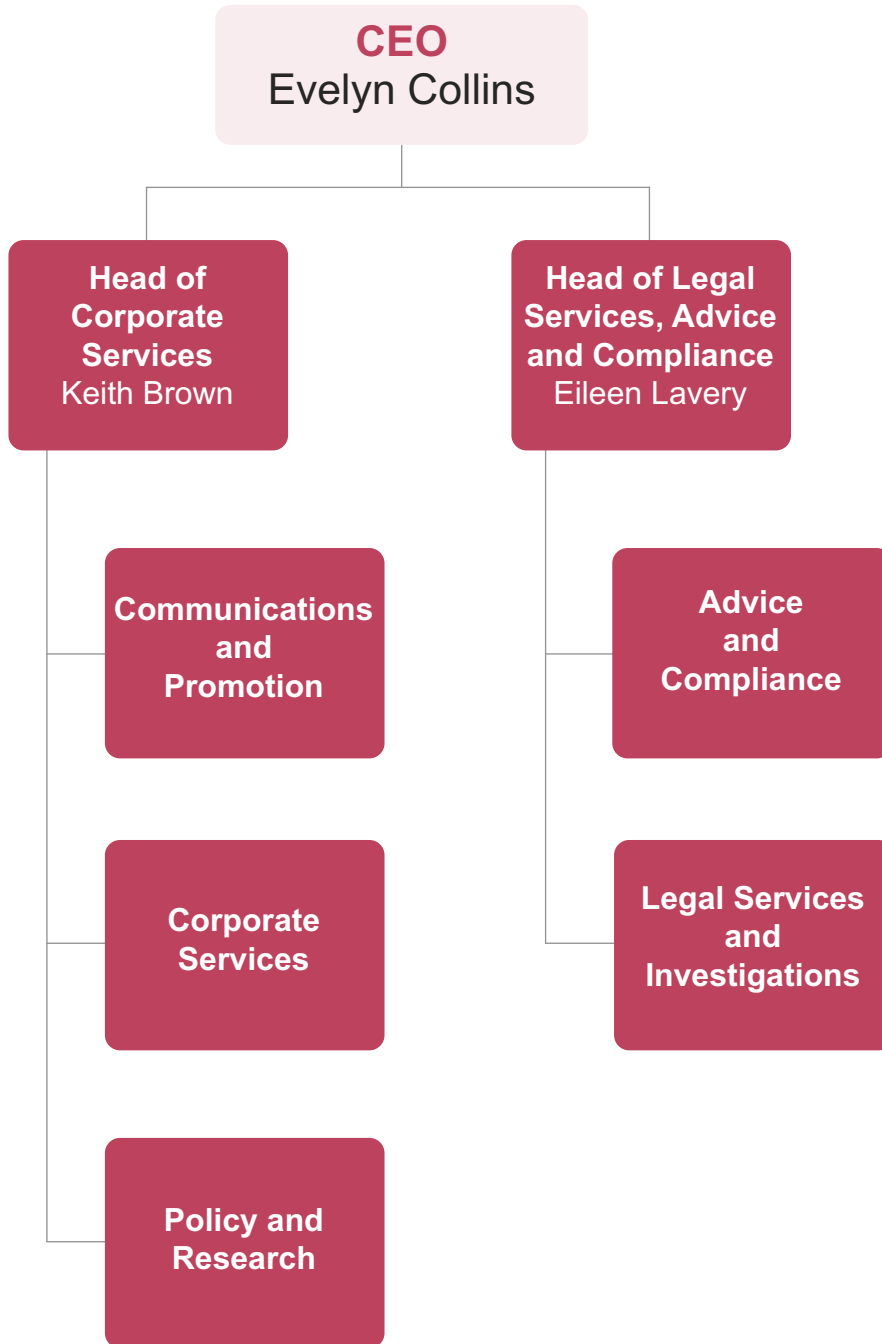 CEO
Evelyn Collins
Head of
Corporate
Services
Keith Brown
Head of Legal
Services, Advice
and Compliance
Eileen Lavery
Communications
and
Promotion
Advice
and
Compliance
Corporate
Services
Legal Services
and
Investigations
Policy and
Research